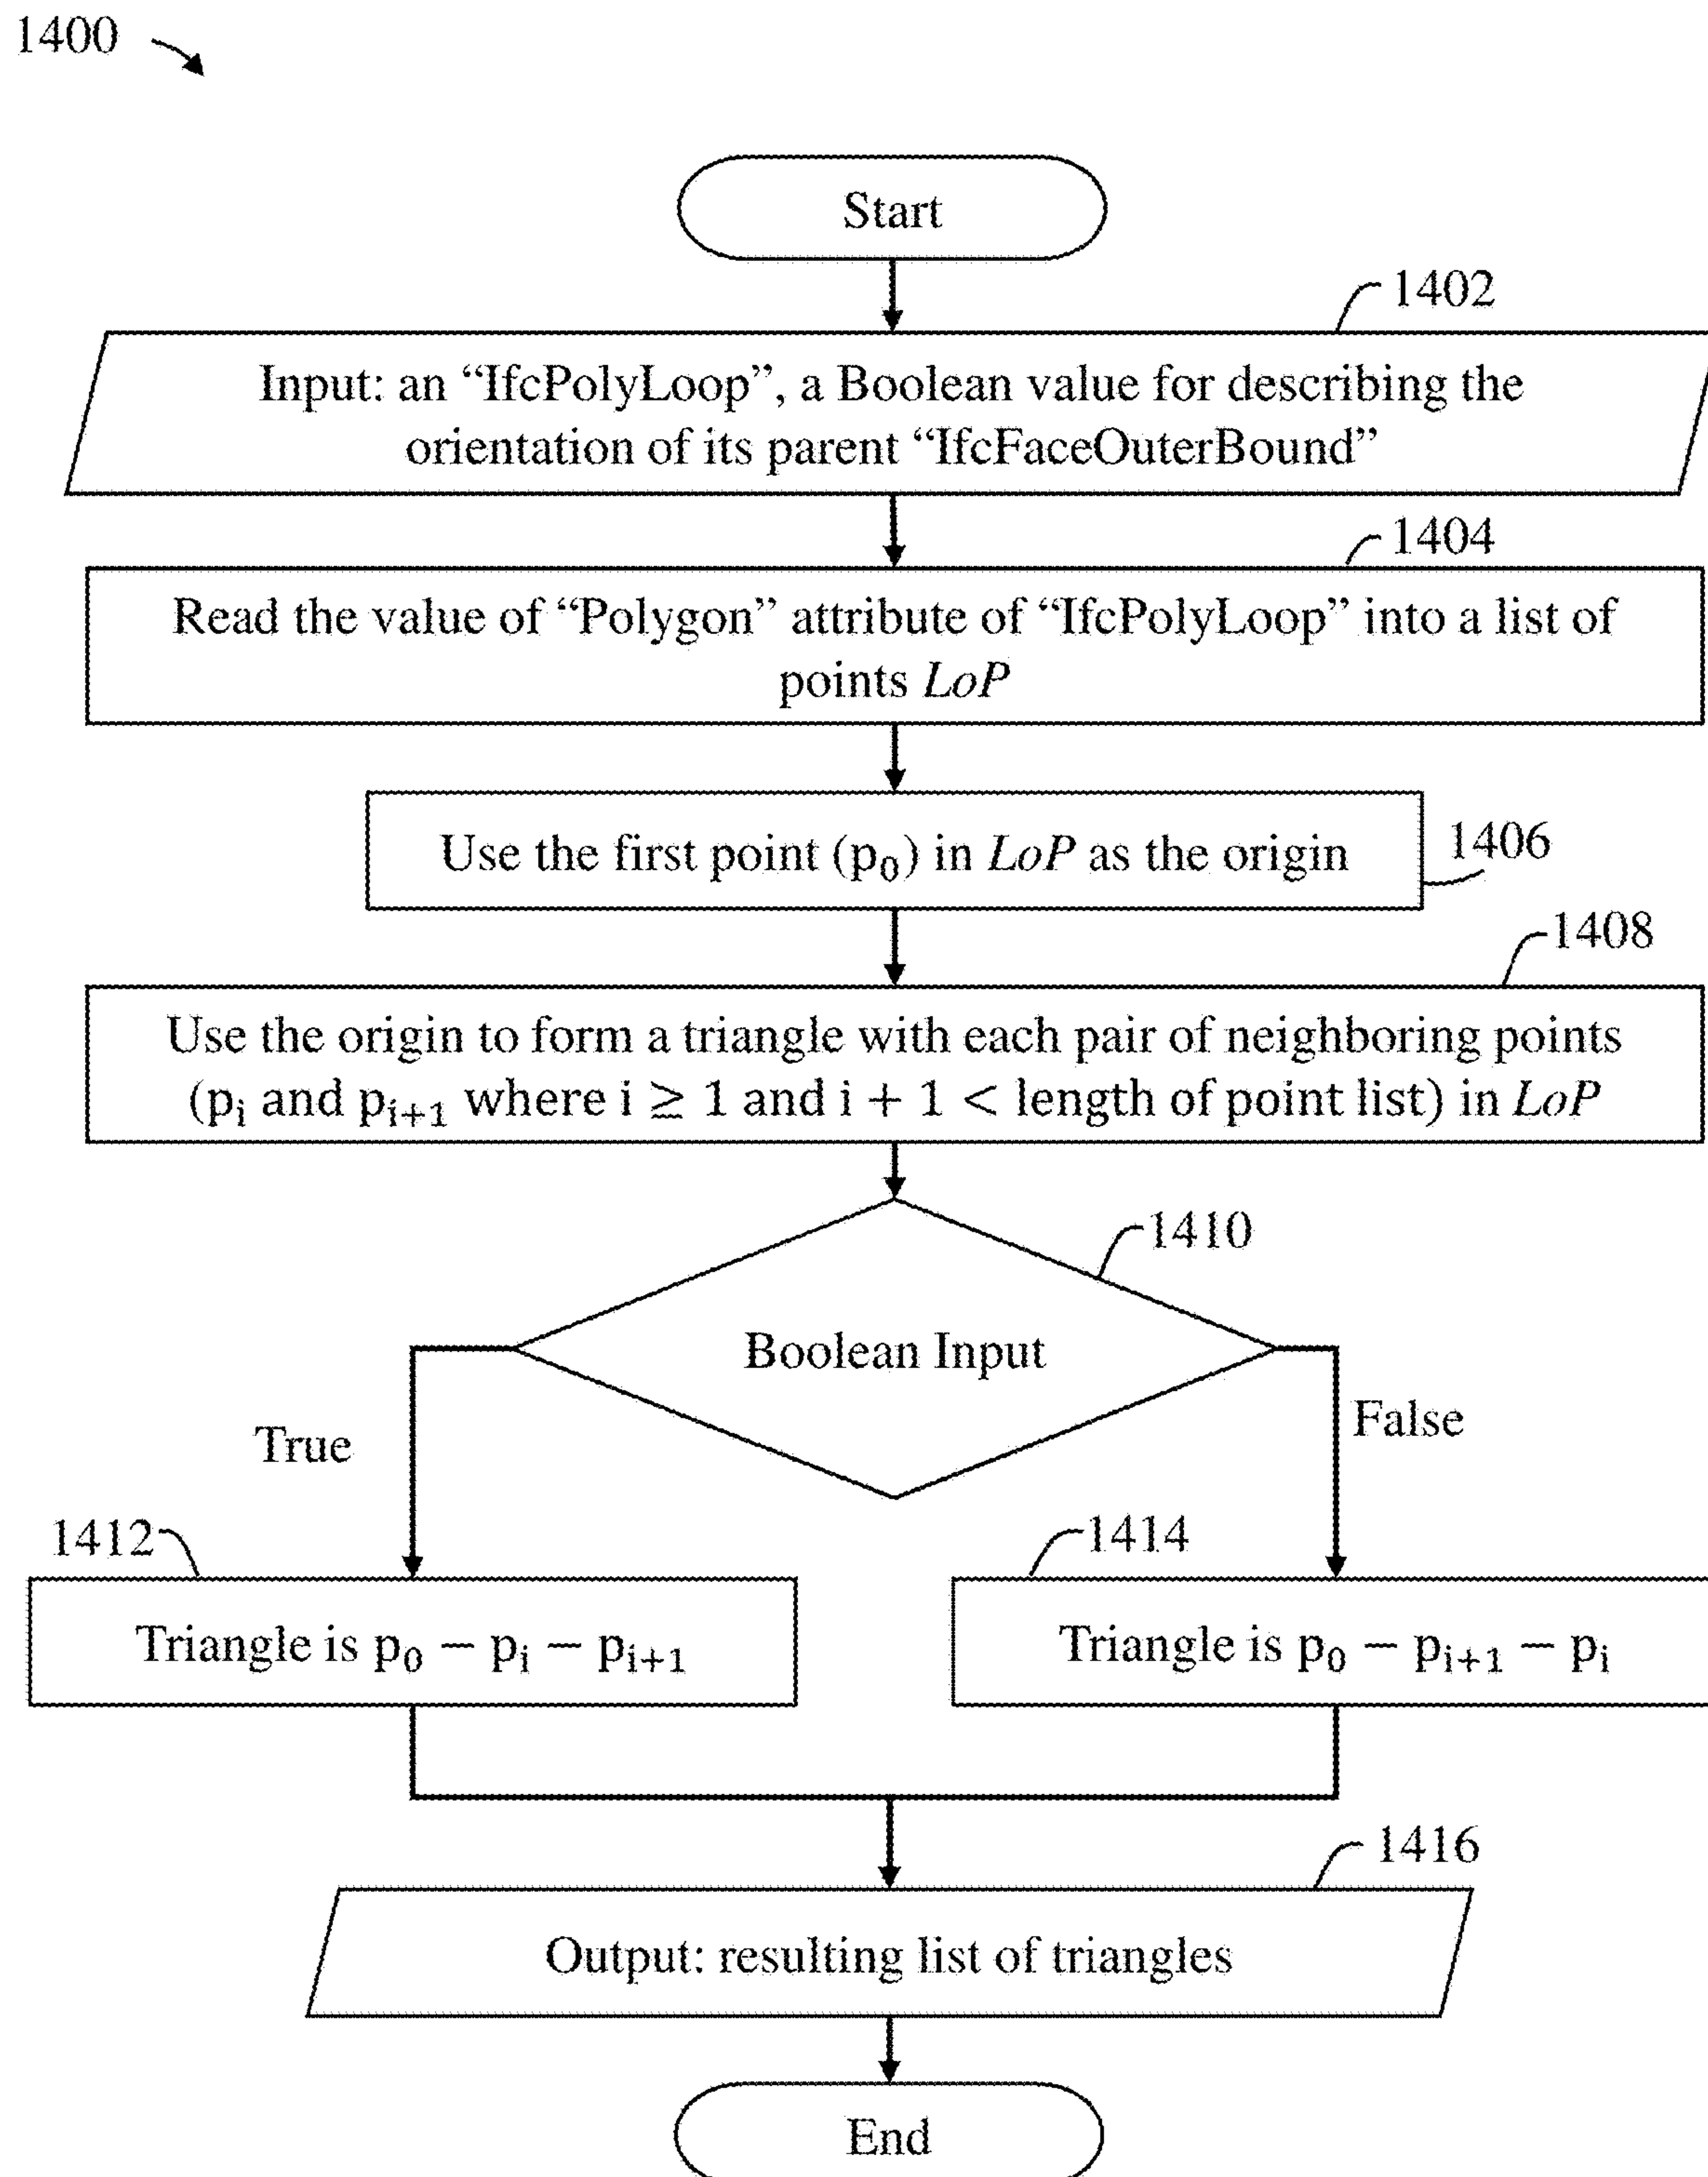 1400
Start
1402
Input: an “IfcPolyLoop”, a Boolean value for describing the
orientation of its parent “IfcFaceOuterBound”
1404
Read the value of “Polygon” attribute of “IfcPolyLoop” into a list of
points LoP
Use the first point (p₀) in LoP as the origin
1406
1408
Use the origin to form a triangle with each pair of neighboring points
(pᵢ and pᵢ₊₁ where i ≥ 1 and i + 1 < length of point list) in LoP
1410
Boolean Input
True
False
1412
1414
Triangle is p₀ − pᵢ − pᵢ₊₁
Triangle is p₀ − pᵢ₊₁ − pᵢ
1416
Output: resulting list of triangles
End